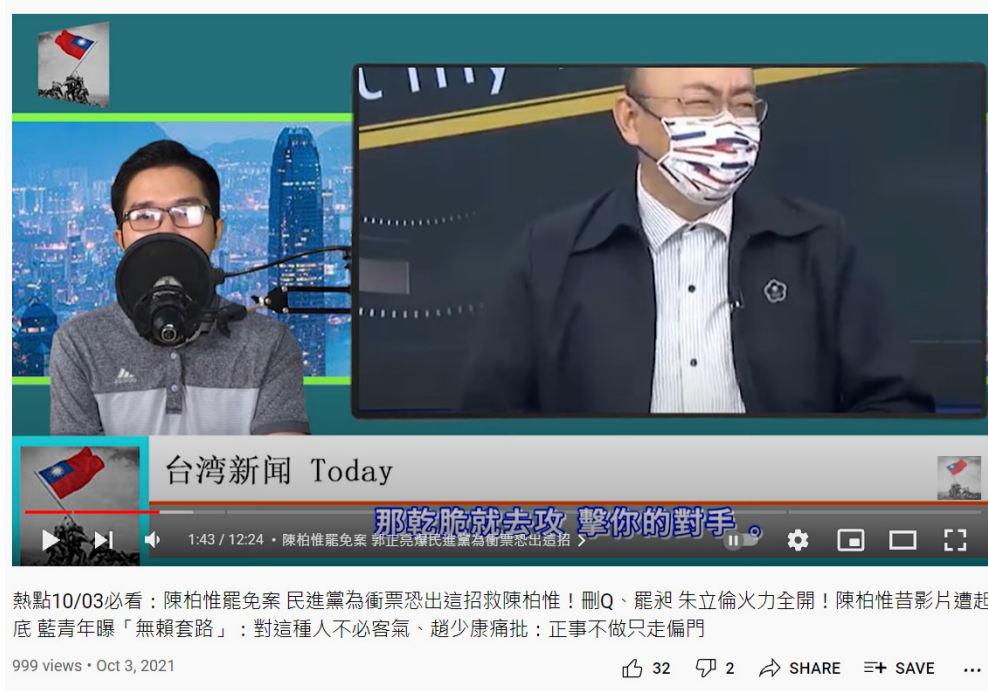 t my
台湾新闻 Today
那乾脆就去攻 擊你的對手 。
1:43 / 12:24 • 陳柏惟罷免案 郭正亮爆民進黨為衝票恐出這招
熱點10/03必看：陳柏惟罷免案 民進黨為衝票恐出這招救陳柏惟！刪Q、罷昶 朱立倫火力全開！陳柏惟昔影片遭起
底 藍青年曝「無賴套路」：對這種人不必客氣、趙少康痛批：正事不做只走偏門
999 views • Oct 3, 2021
32 2 SHARE SAVE